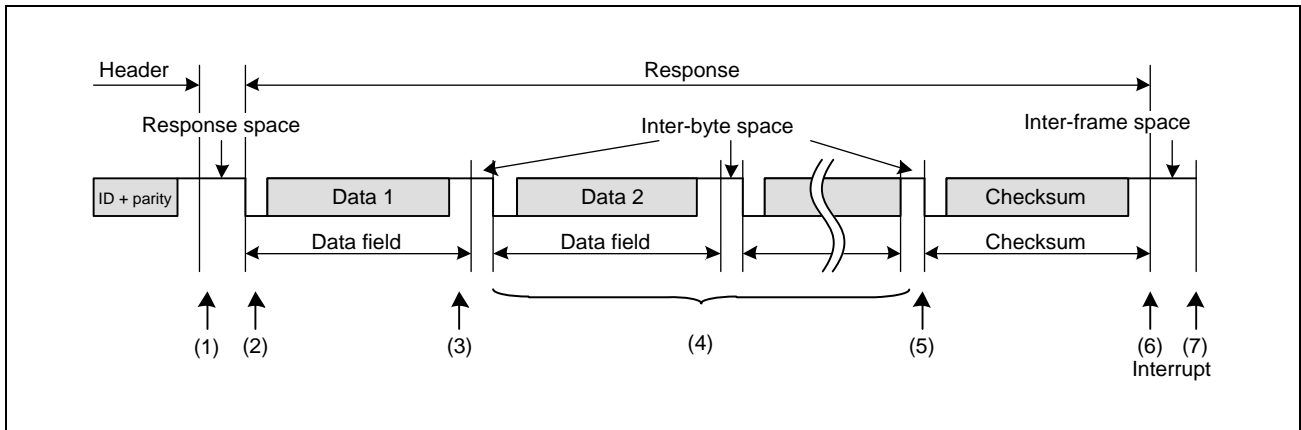 Header
Response
Response space
Inter-byte space
Inter-frame space
ID + parity
Data 1
Data 2
Checksum
Data field
Data field
Checksum
(1)
(2)
(3)
(4)
(5)
(6)
(7)
Interrupt